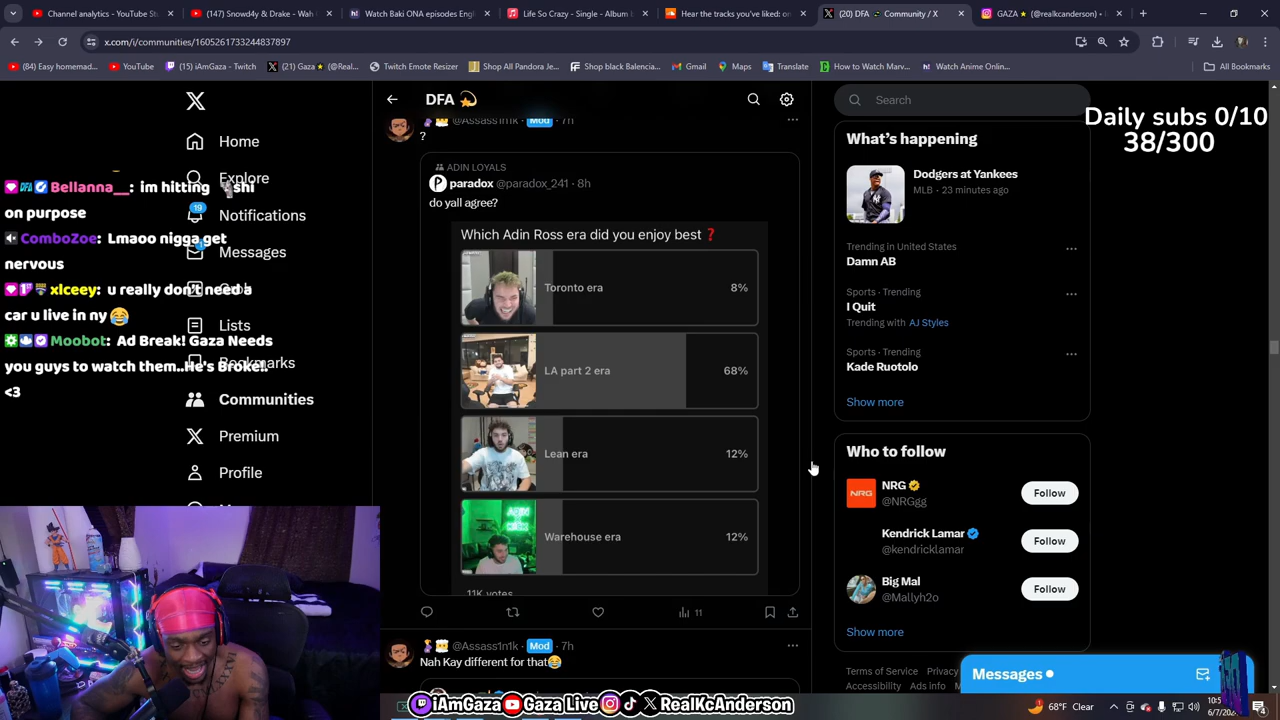 (84) Channel analytics - YouTube St
(147) Snowd4y & Drake - Wah G
Watch Baki ONA episodes Engl
Life So Crazy - Single - Album b
Hear the tracks you've liked: on
(20) DFA Community / X
GAZA (@realkcanderson) • I
x.com/i/communities/1605261733244837897
(84) Easy homemad...
YouTube
(15) iAmGaza - Twitch
(21) Gaza (@Real...
Twitch Emote Resizer
Shop All Pandora Je...
Shop black Balencia...
Gmail
Maps
Translate
How to Watch Marv...
Watch Anime Onlin...
All Bookmarks
Home
Explore
19
Notifications
Messages
Lists
Bookmarks
Communities
Premium
Profile
Bellanna__: im hitting shi
on purpose
ComboZoe: Lmaoo nigga get
nervous
xlceey: u really don't need a
car u live in ny
Moobot: Ad Break! Gaza Needs
you guys to watch them..He's broke!.
<3
DFA
@Assass1n1k · Mod · 7h
?
ADIN LOYALS
paradox @paradox_241 · 8h
do yall agree?
Which Adin Ross era did you enjoy best ❓
Toronto era 8%
LA part 2 era 68%
Lean era 12%
Warehouse era 12%
11K votes
11
@Assass1n1k · Mod · 7h
Nah Kay different for that😂
Search
Daily subs 0/10
38/300
What's happening
Dodgers at Yankees
MLB · 23 minutes ago
Trending in United States
Damn AB
Sports · Trending
I Quit
Trending with AJ Styles
Sports · Trending
Kade Ruotolo
Show more
Who to follow
NRG
@NRGgg
Follow
Kendrick Lamar
@kendricklamar
Follow
Big Mal
@Mallyh2o
Follow
Show more
Terms of Service Privacy
Accessibility Ads info
Messages
iAmGaza Gaza Live RealKcAnderson
68°F Clear